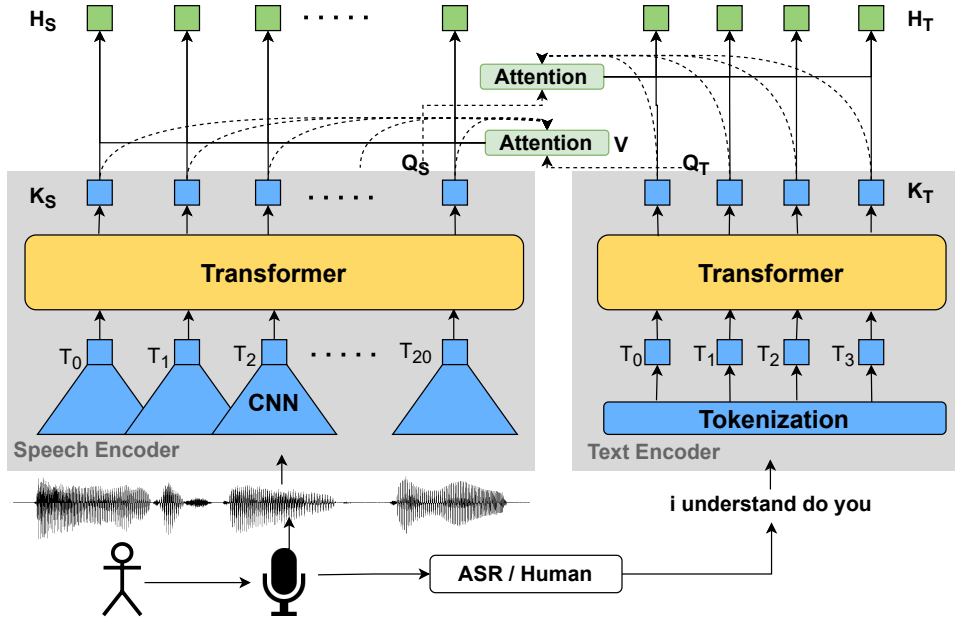 H_S
. . . . .
H_T
Attention
Attention
V
Q_S
Q_T
K_S
. . . . .
K_T
Transformer
Transformer
T_0
T_1
T_2
. . . . .
T_20
T_0
T_1
T_2
T_3
CNN
Tokenization
Speech Encoder
Text Encoder
i understand do you
ASR / Human